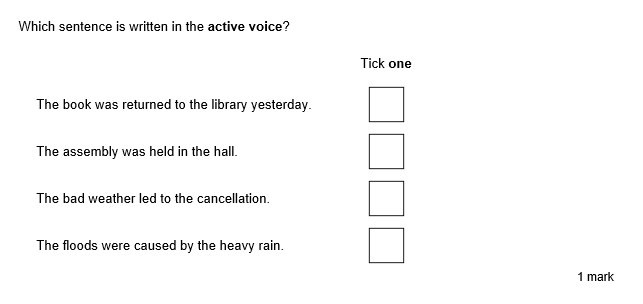 Which sentence is written in the active voice?
Tick one
The book was returned to the library yesterday.
The assembly was held in the hall.
The bad weather led to the cancellation.
The floods were caused by the heavy rain.
1 mark